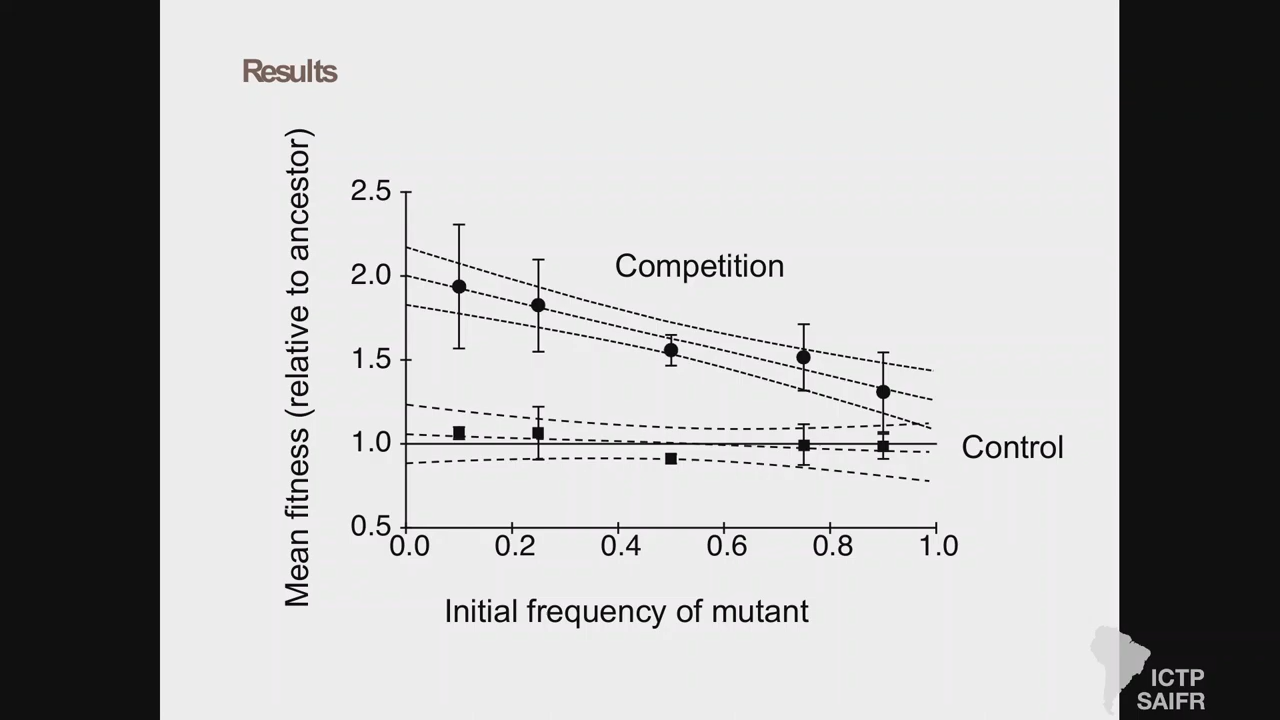 Results
Mean fitness (relative to ancestor)
2.5
2.0
1.5
1.0
0.5
Competition
Control
0.0 0.2 0.4 0.6 0.8 1.0
Initial frequency of mutant
ICTP
SAIFR